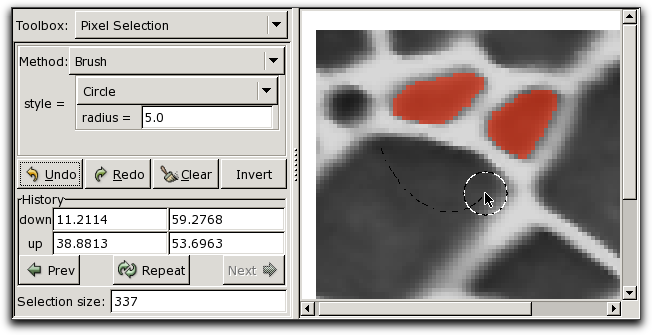 Toolbox: Pixel Selection
Method: Brush
style =
Circle
radius = 5.0
Undo Redo Clear Invert
History
down 11.2114 59.2768
up 38.8813 53.6963
Prev Repeat Next
Selection size: 337